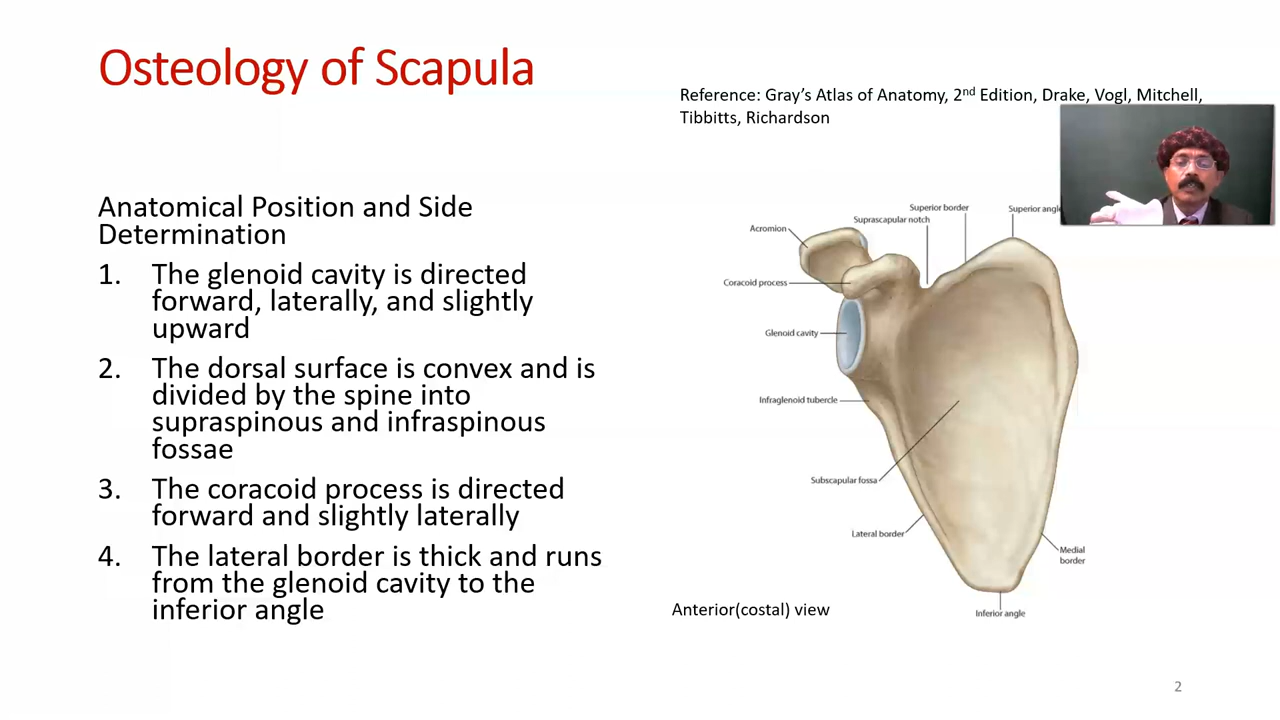 Osteology of Scapula
Reference: Gray's Atlas of Anatomy, 2nd Edition, Drake, Vogl, Mitchell,
Tibbitts, Richardson
Anatomical Position and Side
Determination
1. The glenoid cavity is directed
forward, laterally, and slightly
upward
2. The dorsal surface is convex and is
divided by the spine into
supraspinous and infraspinous
fossae
3. The coracoid process is directed
forward and slightly laterally
4. The lateral border is thick and runs
from the glenoid cavity to the
inferior angle
Superior border
Suprascapular notch
Superior angle
Acromion
Coracoid process
Glenoid cavity
Infraglenoid tubercle
Subscapular fossa
Lateral border
Medial
border
Inferior angle
Anterior(costal) view
2